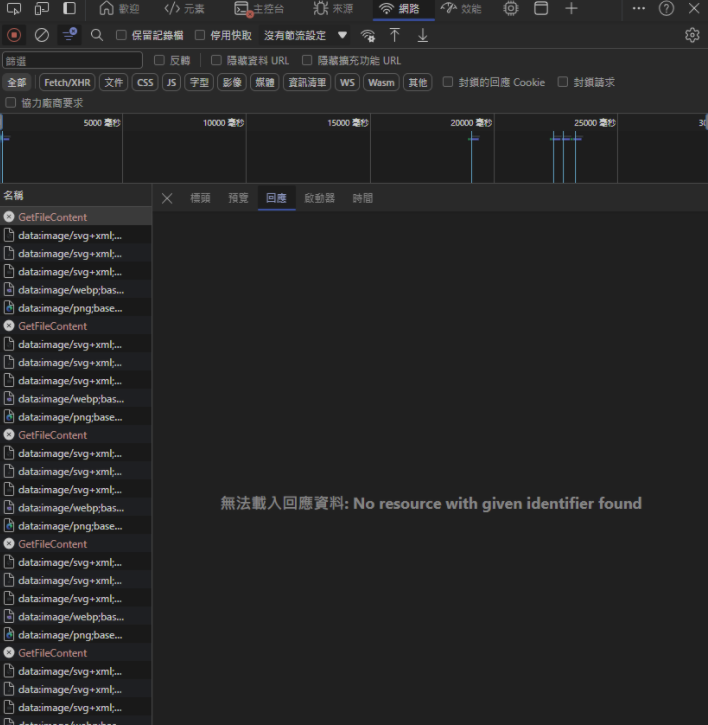 歡迎 元素 主控台 來源 網路 效能
保留記錄檔 停用快取 沒有節流設定
篩選 反轉 隱藏資料 URL 隱藏擴充功能 URL
全部 Fetch/XHR 文件 CSS JS 字型 影像 媒體 資訊清單 WS Wasm 其他 封鎖的回應 Cookie 封鎖請求
協力廠商要求
5000 毫秒 10000 毫秒 15000 毫秒 20000 毫秒 25000 毫秒
名稱 標頭 預覽 回應 啟動器 時間
GetFileContent
data:image/svg+xml;...
data:image/svg+xml;...
data:image/svg+xml;...
data:image/webp;bas...
data:image/png;base...
GetFileContent
data:image/svg+xml;...
data:image/svg+xml;...
data:image/svg+xml;...
data:image/webp;bas...
data:image/png;base...
GetFileContent
data:image/svg+xml;...
data:image/svg+xml;...
data:image/svg+xml;...
data:image/webp;bas...
data:image/png;base...
無法載入回應資料: No resource with given identifier found
GetFileContent
data:image/svg+xml;...
data:image/svg+xml;...
data:image/svg+xml;...
data:image/webp;bas...
data:image/png;base...
GetFileContent
data:image/svg+xml;...
data:image/svg+xml;...
data:image/svg+xml;...